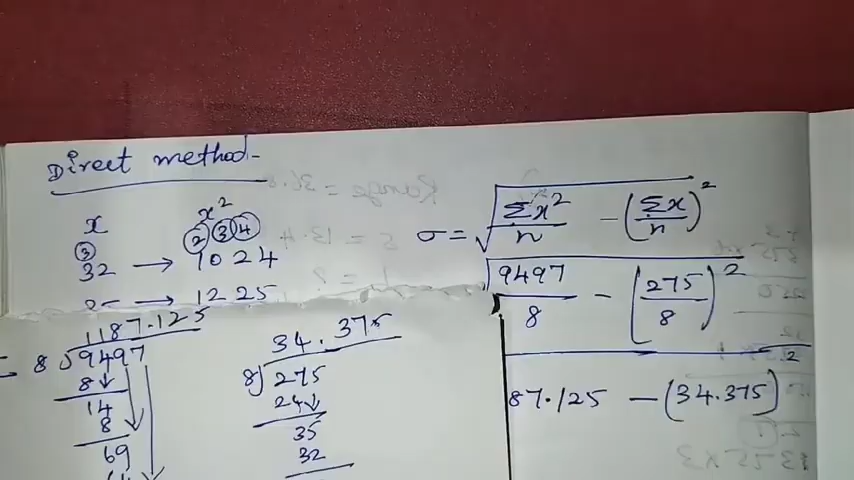 Direct method-
x x²
③ ②③④
32 → 1024
→ 1225
σ = √ Σx²/n - (Σx/n)²
√ 9497/8 - (275/8)²
87.125 - (34.375)²
= 1187.125
8)9497
8↓
14
8
69
34.375
8)275
24↓
35
32